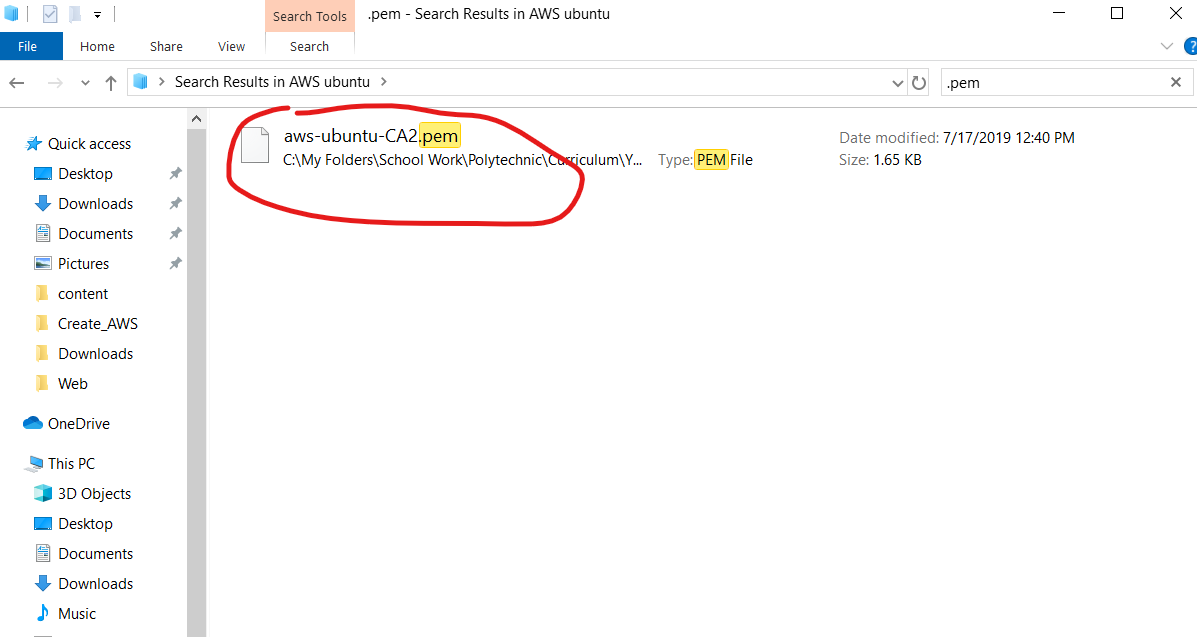 Search Tools
.pem - Search Results in AWS ubuntu
File Home Share View Search
Search Results in AWS ubuntu
.pem
Quick access
Desktop
Downloads
Documents
Pictures
content
Create_AWS
Downloads
Web
OneDrive
This PC
3D Objects
Desktop
Documents
Downloads
Music
aws-ubuntu-CA2.pem
C:\My Folders\School Work\Polytechnic\Curriculum\Y...
Type: PEM File
Date modified: 7/17/2019 12:40 PM
Size: 1.65 KB